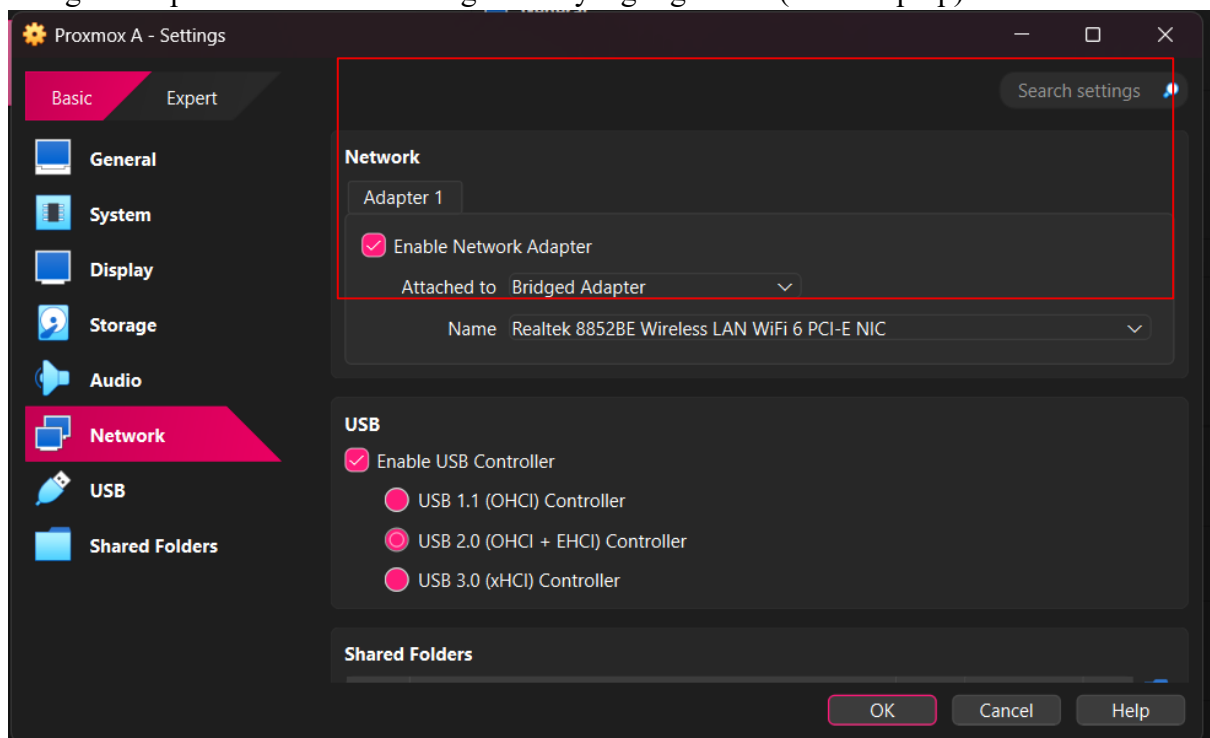 Proxmox A - Settings
Basic
Expert
Search settings
General
System
Display
Storage
Audio
Network
USB
Shared Folders
Network
Adapter 1
Enable Network Adapter
Attached to Bridged Adapter
Name Realtek 8852BE Wireless LAN WiFi 6 PCI-E NIC
USB
Enable USB Controller
USB 1.1 (OHCI) Controller
USB 2.0 (OHCI + EHCI) Controller
USB 3.0 (xHCI) Controller
Shared Folders
OK
Cancel
Help